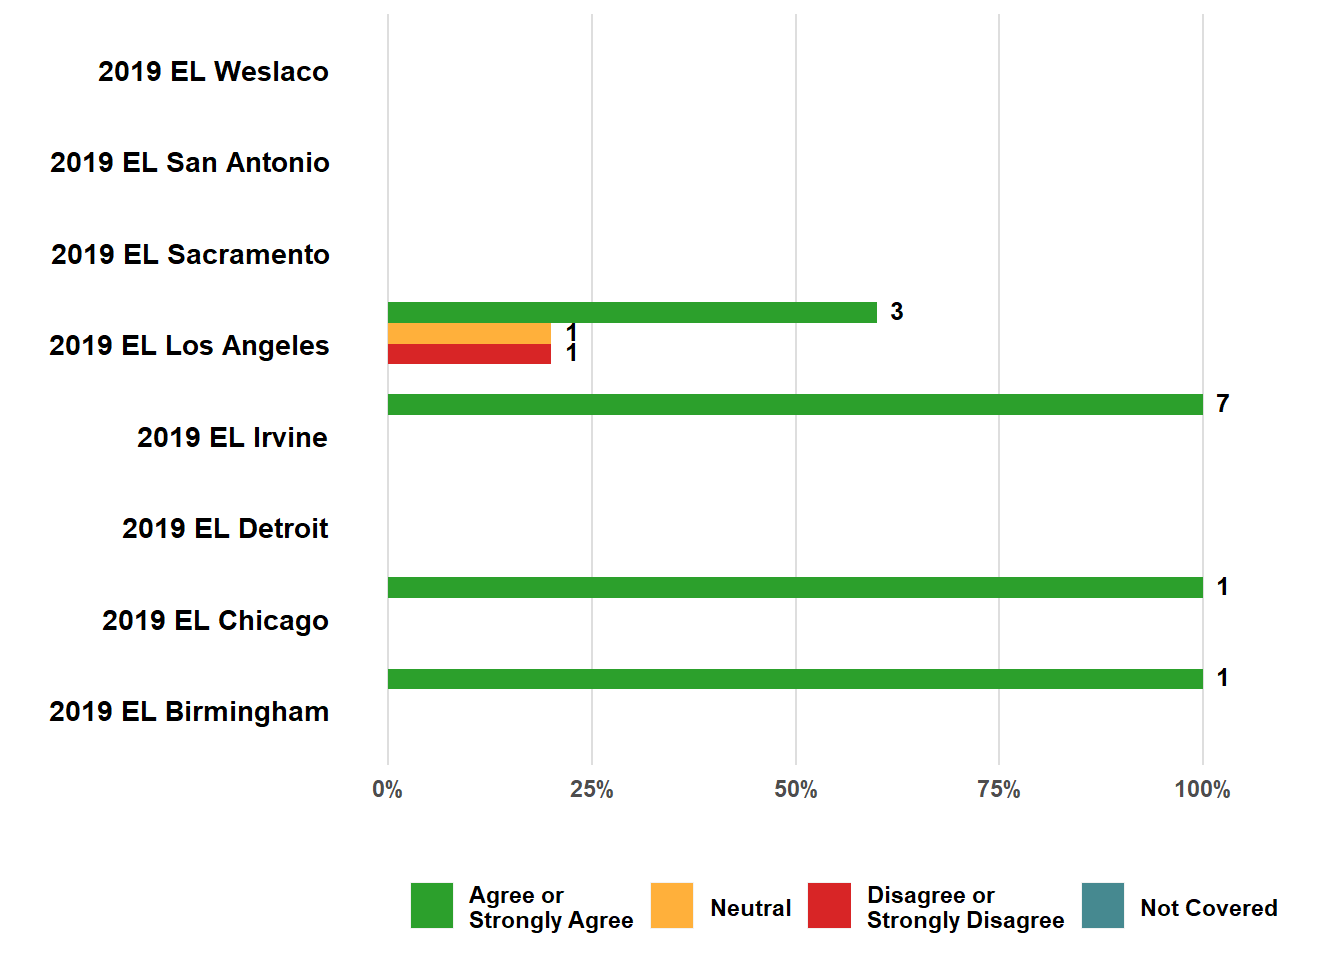 2019 EL Weslaco
2019 EL San Antonio
2019 EL Sacramento
3
1
2019 EL Los Angeles
1
7
2019 EL Irvine
2019 EL Detroit
1
2019 EL Chicago
1
2019 EL Birmingham
0%
25%
50%
75%
100%
Agree or
Strongly Agree
Neutral
Disagree or
Strongly Disagree
Not Covered